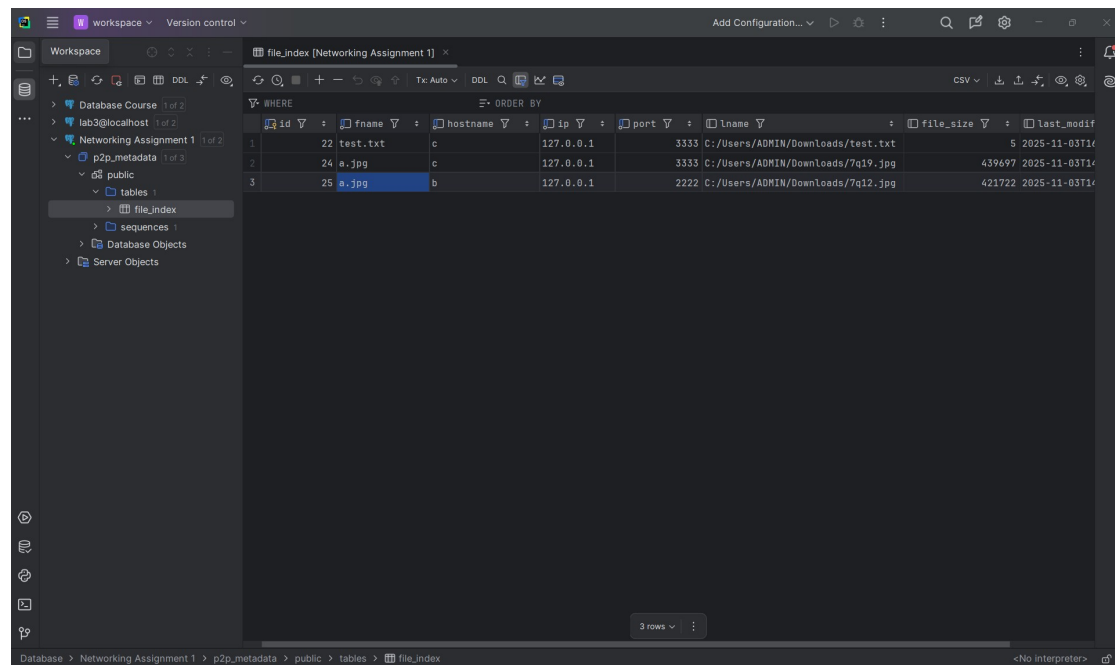 W workspace Version control Add Configuration...
Workspace file_index [Networking Assignment 1]
DDL Tx: Auto DDL CSV
Database Course 1 of 2 WHERE ORDER BY
lab3@localhost 1 of 2 id fname hostname ip port lname file_size last_modif
Networking Assignment 1 1 of 2 1 22 test.txt c 127.0.0.1 3333 C:/Users/ADMIN/Downloads/test.txt 5 2025-11-03T16
p2p_metadata 1 of 3 24 a.jpg c 127.0.0.1 3333 C:/Users/ADMIN/Downloads/7q19.jpg 439697 2025-11-03T14
public 3 25 a.jpg b 127.0.0.1 2222 C:/Users/ADMIN/Downloads/7q12.jpg 421722 2025-11-03T14
tables 1
file_index
sequences 1
Database Objects
Server Objects
3 rows
Database > Networking Assignment 1 > p2p_metadata > public > tables > file_index <No interpreter>